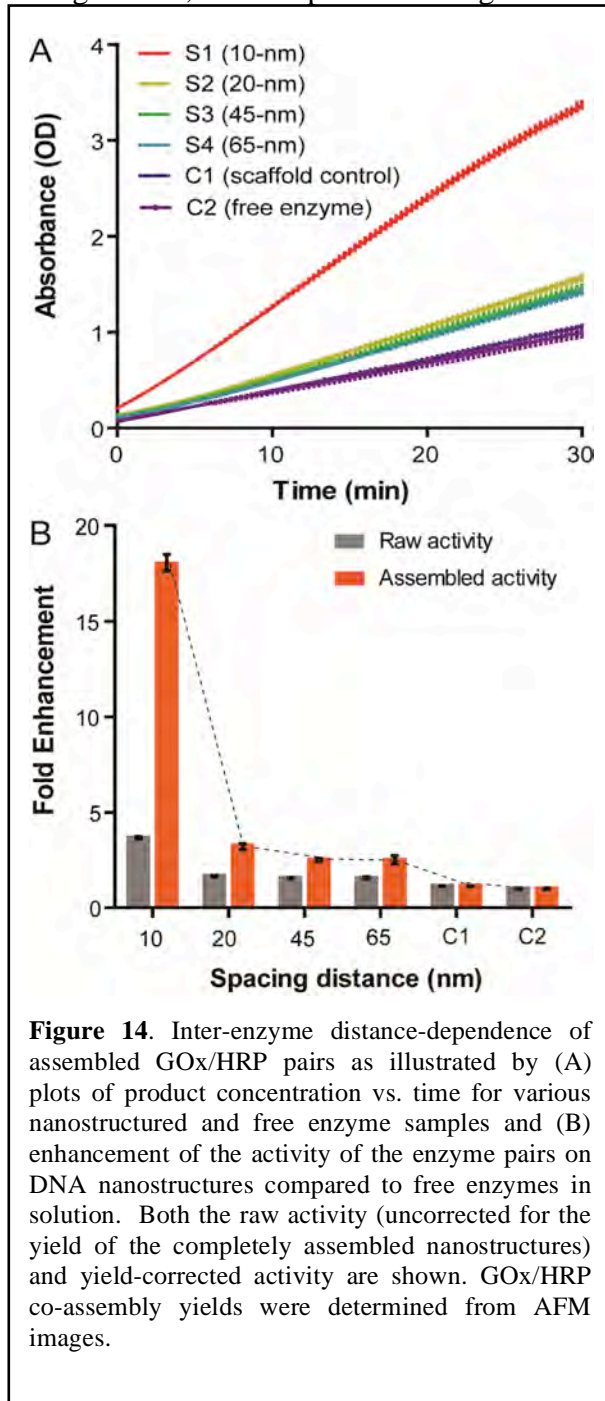 A
4
3
2
1
0
Absorbance (OD)
S1 (10-nm)
S2 (20-nm)
S3 (45-nm)
S4 (65-nm)
C1 (scaffold control)
C2 (free enzyme)
0 10 20 30
Time (min)
B
20
15
10
5
0
Fold Enhancement
Raw activity
Assembled activity
10 20 45 65 C1 C2
Spacing distance (nm)
Figure 14. Inter-enzyme distance-dependence of
assembled GOx/HRP pairs as illustrated by (A)
plots of product concentration vs. time for various
nanostructured and free enzyme samples and (B)
enhancement of the activity of the enzyme pairs on
DNA nanostructures compared to free enzymes in
solution. Both the raw activity (uncorrected for the
yield of the completely assembled nanostructures)
and yield-corrected activity are shown. GOx/HRP
co-assembly yields were determined from AFM
images.